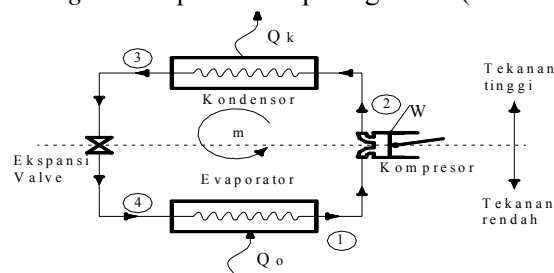 Q k
3
Kondensor
2
Tekanan
tinggi
W
m
Ekspansi
Valve
Kompresor
Evaporator
4
1
Tekanan
rendah
Q o